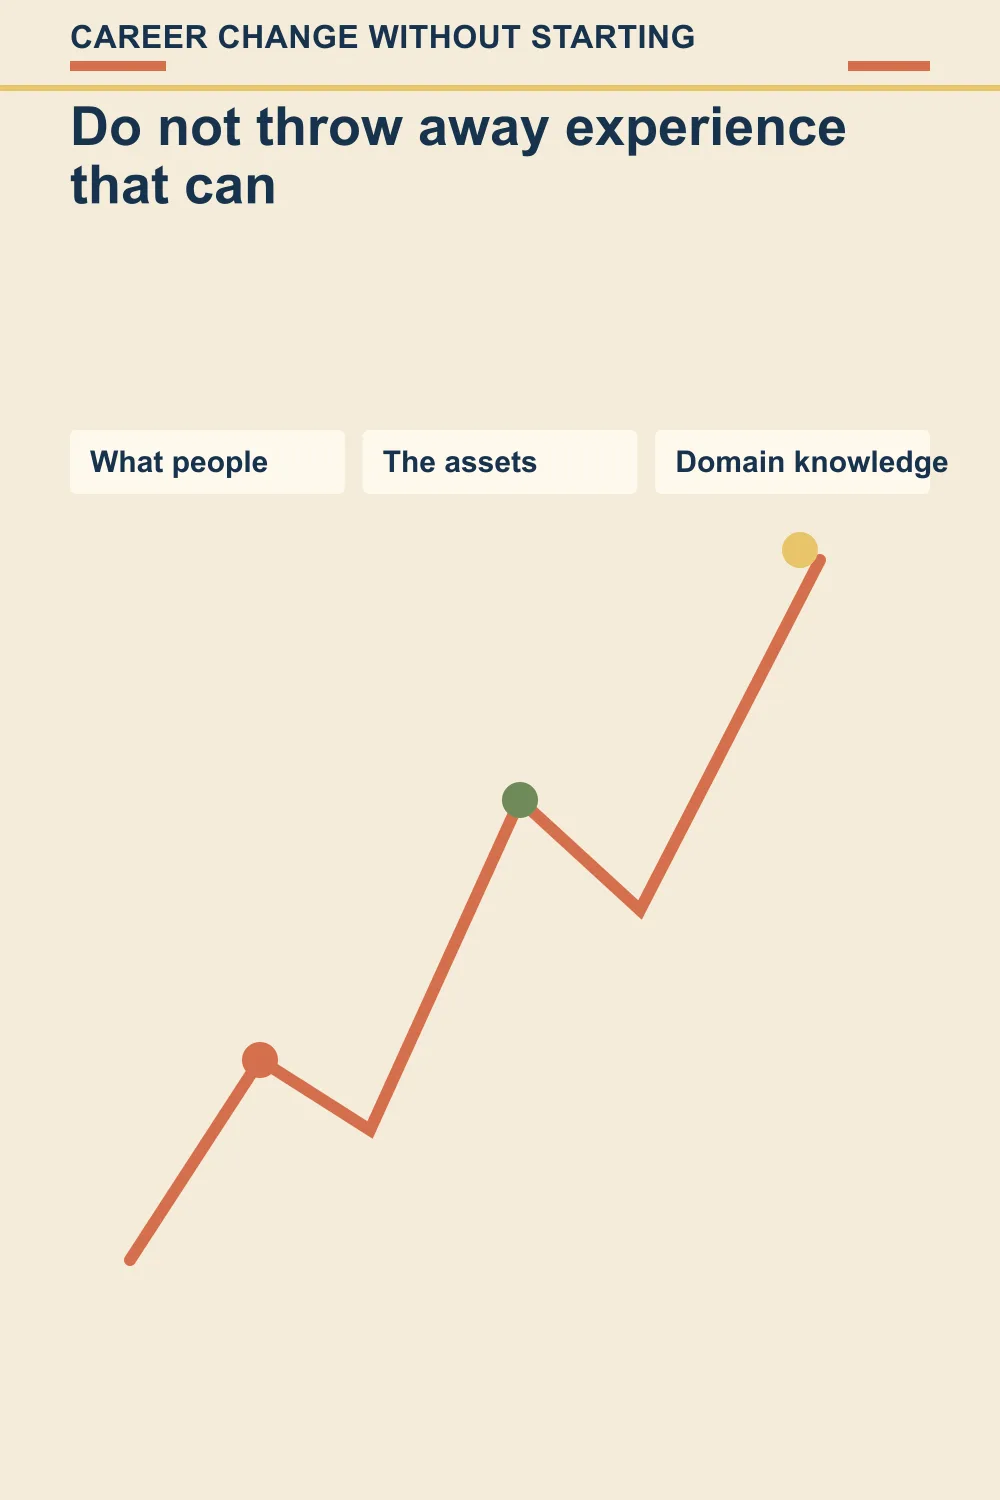 CAREER CHANGE WITHOUT STARTING
Do not throw away experience
that can
What people
The assets
Domain knowledge